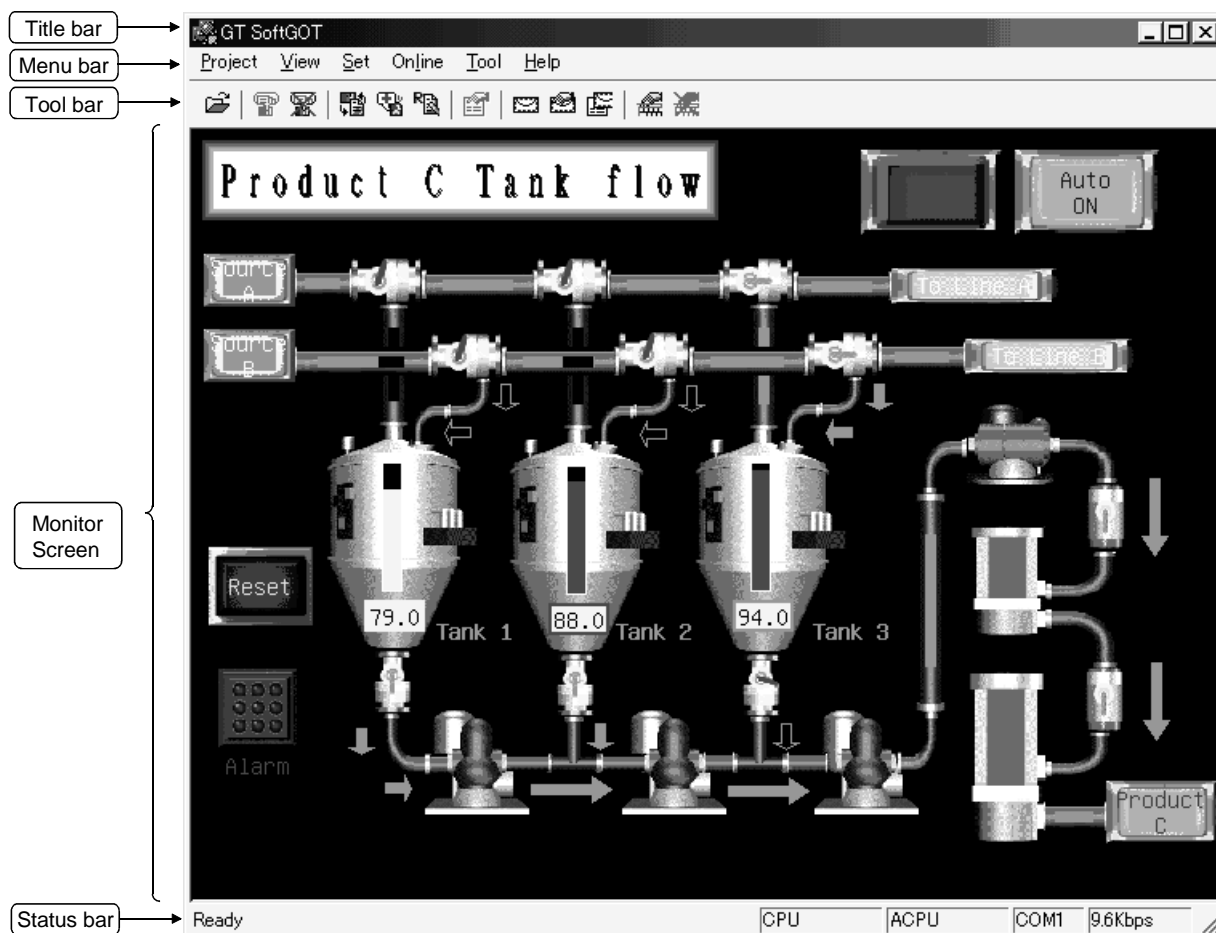 Title bar
GT SoftGOT
Menu bar
Project View Set Online Tool Help
Tool bar
Product C Tank flow
Auto
ON
Source
A
To Line A
Source
B
To Line B
Monitor
Screen
Reset
79.0
Tank 1
88.0
Tank 2
94.0
Tank 3
Alarm
Product
C
Status bar
Ready
CPU
ACPU
COM1
9.6Kbps